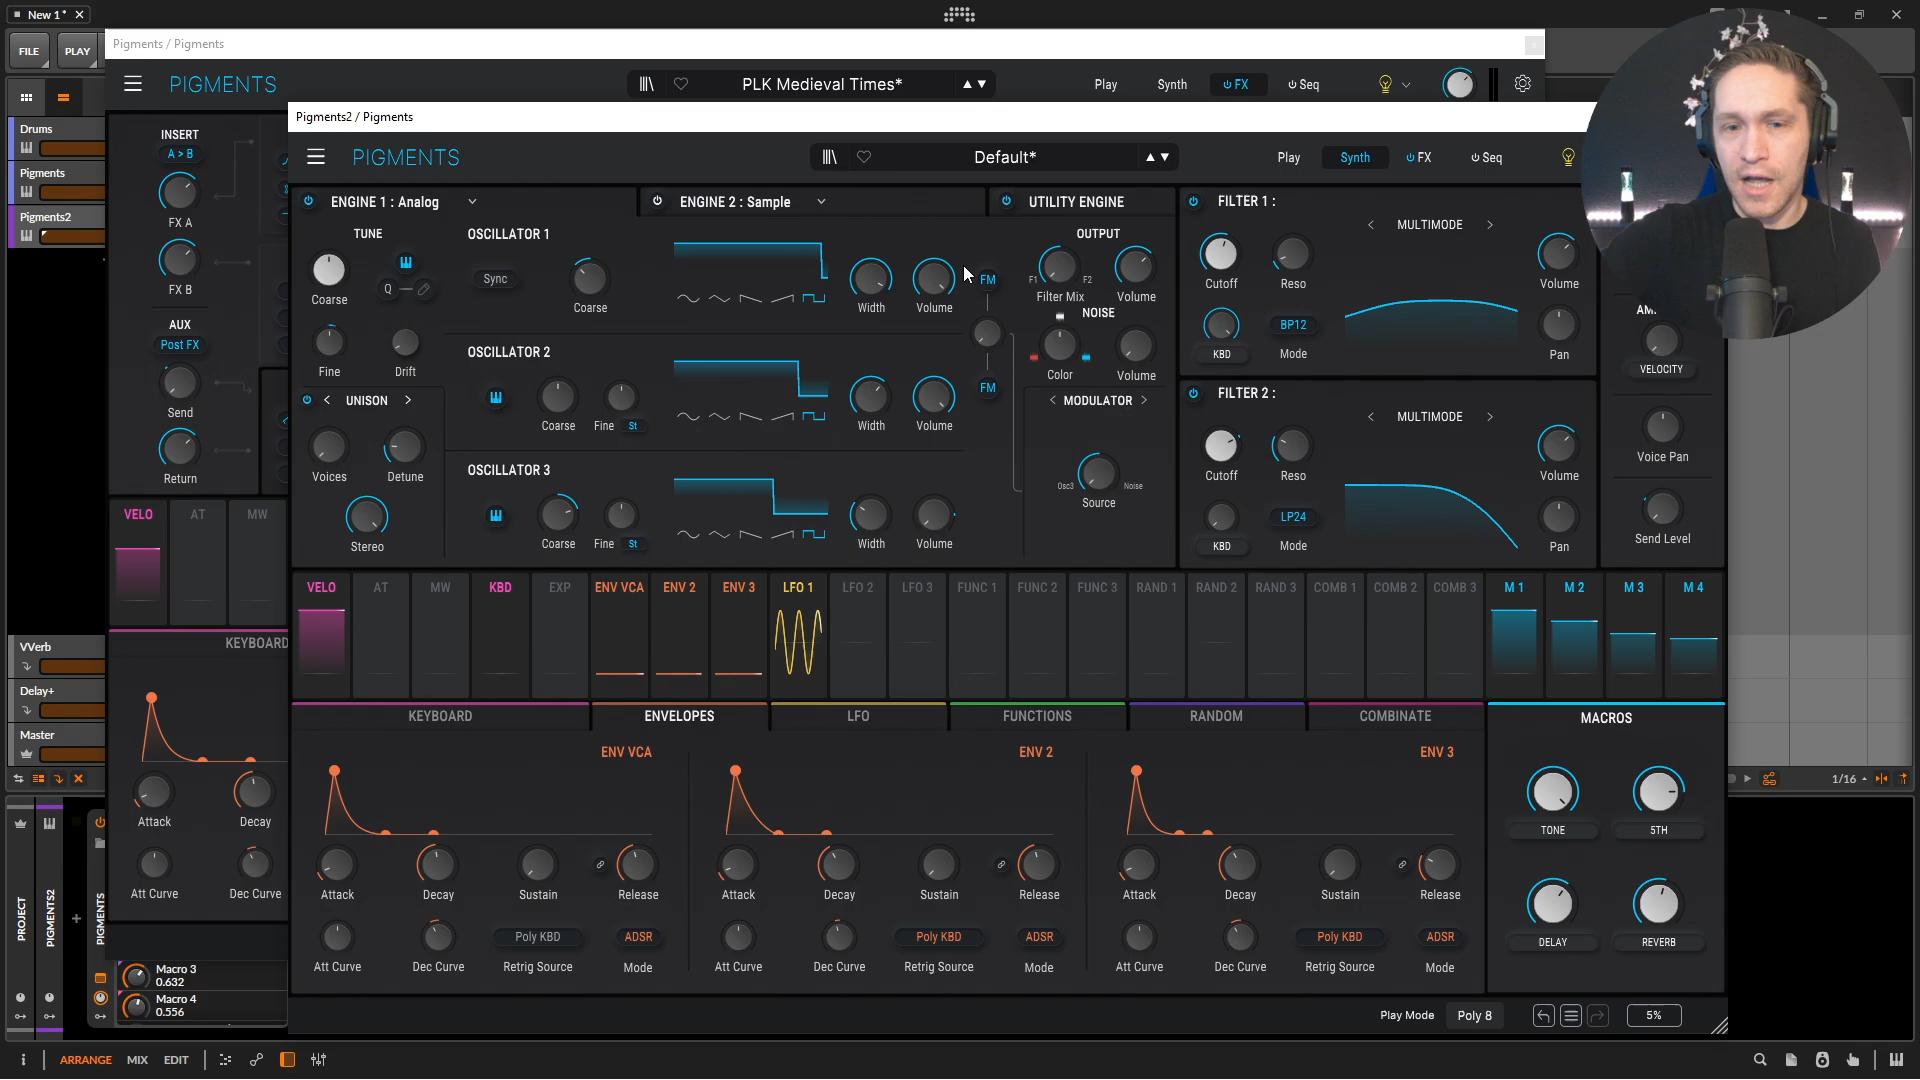 New 1*
FILE
PLAY
Pigments / Pigments
PIGMENTS
PLK Medieval Times*
Play
Synth
FX
Seq
Pigments2 / Pigments
PIGMENTS
Default*
Play
Synth
FX
Seq
Drums
Pigments
Pigments2
INSERT
A > B
FX A
FX B
AUX
Post FX
Send
Return
ENGINE 1 : Analog
ENGINE 2 : Sample
UTILITY ENGINE
TUNE
Coarse
Q
Fine
Drift
UNISON
Voices
Detune
Stereo
OSCILLATOR 1
Sync
Coarse
Width
Volume
FM
OSCILLATOR 2
Coarse
Fine
St
Width
Volume
FM
OSCILLATOR 3
Coarse
Fine
St
Width
Volume
OUTPUT
F1
F2
Filter Mix
Volume
NOISE
Color
Volume
MODULATOR
Osc3
Noise
Source
FILTER 1 :
MULTIMODE
Cutoff
Reso
Volume
KBD
BP12
Mode
Pan
FILTER 2 :
MULTIMODE
Cutoff
Reso
Volume
KBD
LP24
Mode
Pan
VELOCITY
Voice Pan
Send Level
VELO
AT
MW
VELO
AT
MW
KBD
EXP
ENV VCA
ENV 2
ENV 3
LFO 1
LFO 2
LFO 3
FUNC 1
FUNC 2
FUNC 3
RAND 1
RAND 2
RAND 3
COMB 1
COMB 2
COMB 3
M 1
M 2
M 3
M 4
KEYBOARD
KEYBOARD
ENVELOPES
LFO
FUNCTIONS
RANDOM
COMBINATE
MACROS
VVerb
Delay+
Master
Attack
Decay
Att Curve
Dec Curve
ENV VCA
Attack
Decay
Sustain
Release
Att Curve
Dec Curve
Poly KBD
Retrig Source
ADSR
Mode
ENV 2
Attack
Decay
Sustain
Release
Att Curve
Dec Curve
Poly KBD
Retrig Source
ADSR
Mode
ENV 3
Attack
Decay
Sustain
Release
Att Curve
Dec Curve
Poly KBD
Retrig Source
ADSR
Mode
TONE
5TH
DELAY
REVERB
1/16
PROJECT
PIGMENTS2
PIGMENTS
Macro 3
0.632
Macro 4
0.556
Play Mode
Poly 8
5%
ARRANGE
MIX
EDIT